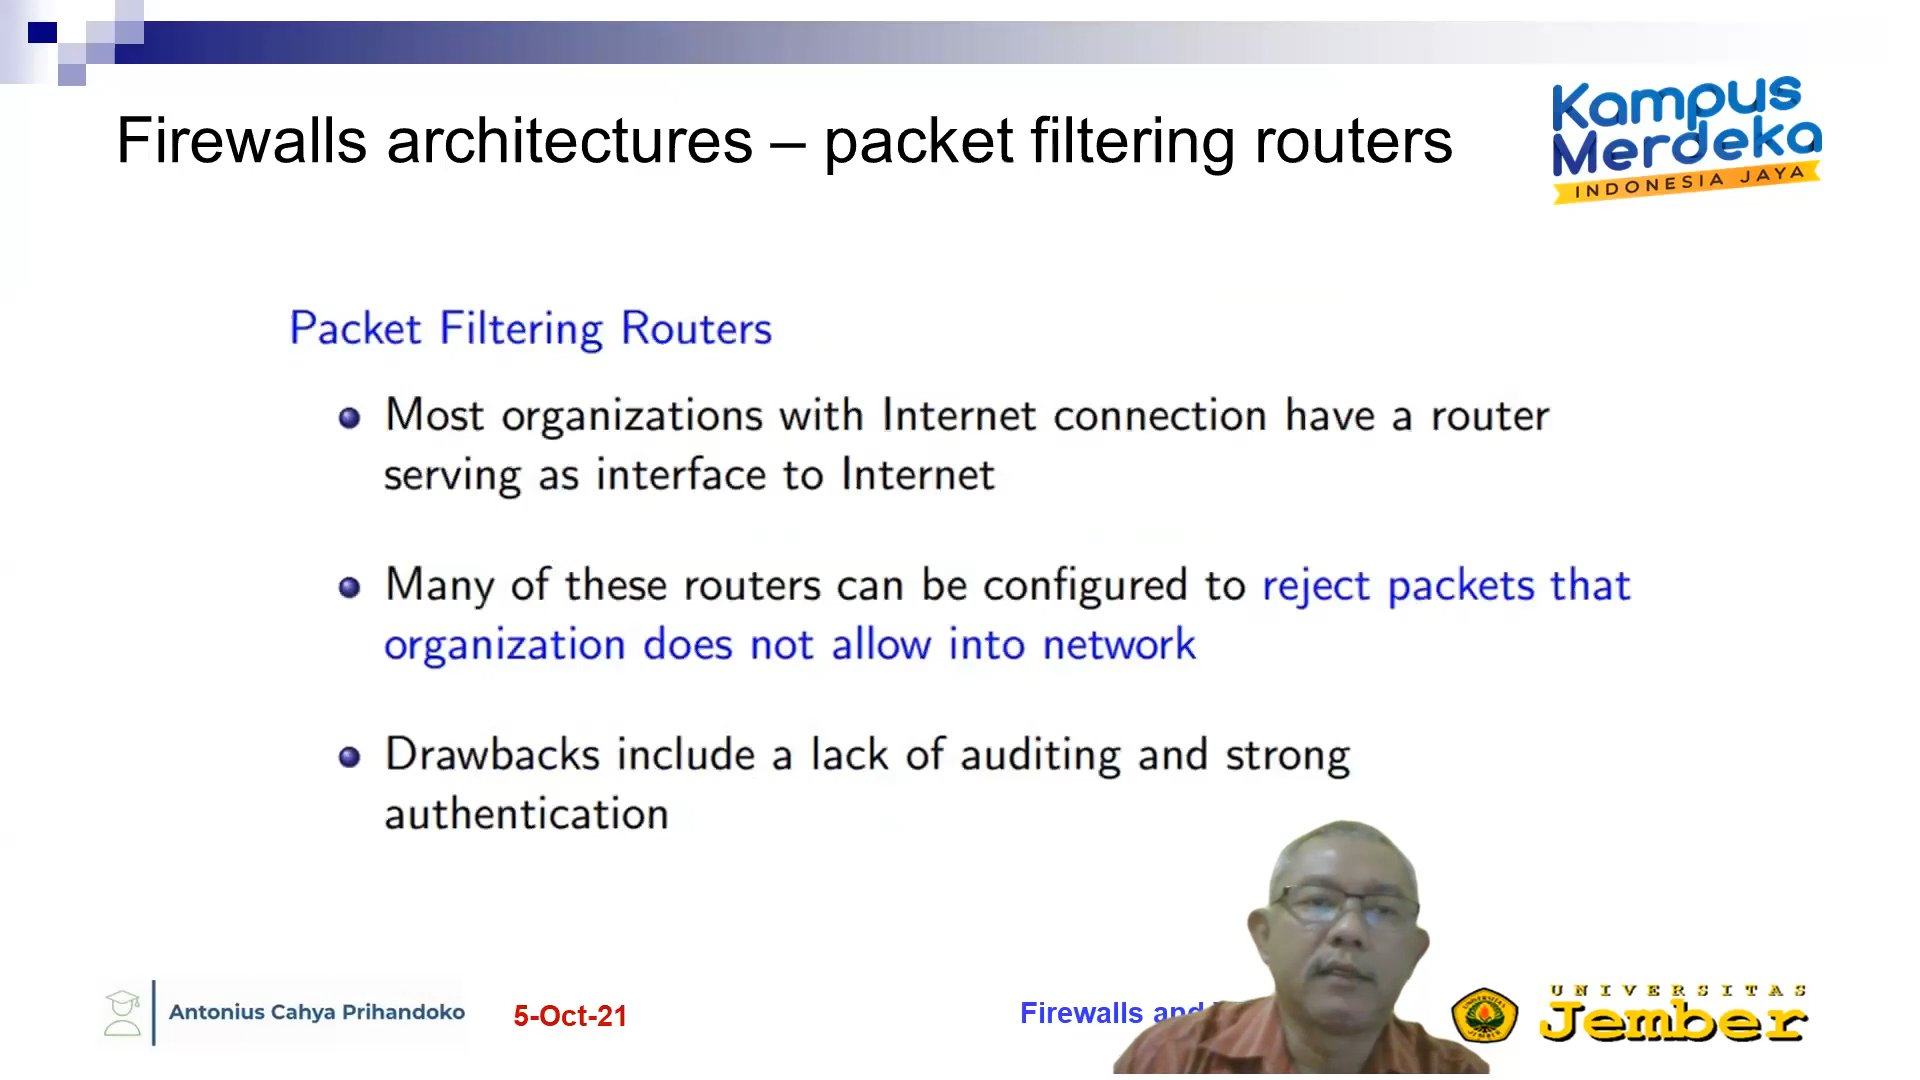 Firewalls architectures – packet filtering routers
Kampus
Merdeka
INDONESIA JAYA
Packet Filtering Routers
Most organizations with Internet connection have a router
serving as interface to Internet
Many of these routers can be configured to reject packets that
organization does not allow into network
Drawbacks include a lack of auditing and strong
authentication
Antonius Cahya Prihandoko
5-Oct-21
Firewalls and
UNIVERSITAS
Jember